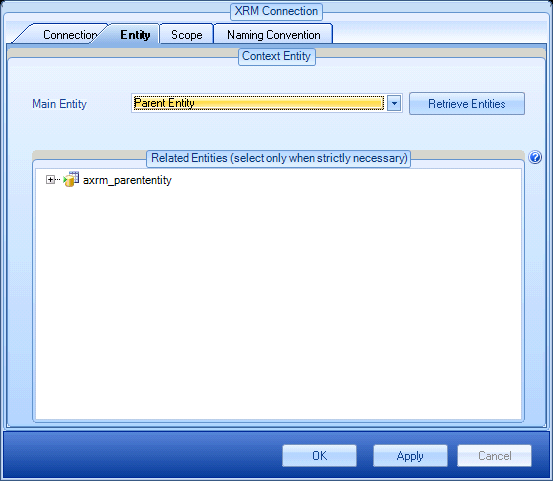 XRM Connection
Connection Entity Scope Naming Convention
Context Entity
Main Entity Parent Entity Retrieve Entities
Related Entities (select only when strictly necessary)
?
axrm_parententity
OK Apply Cancel